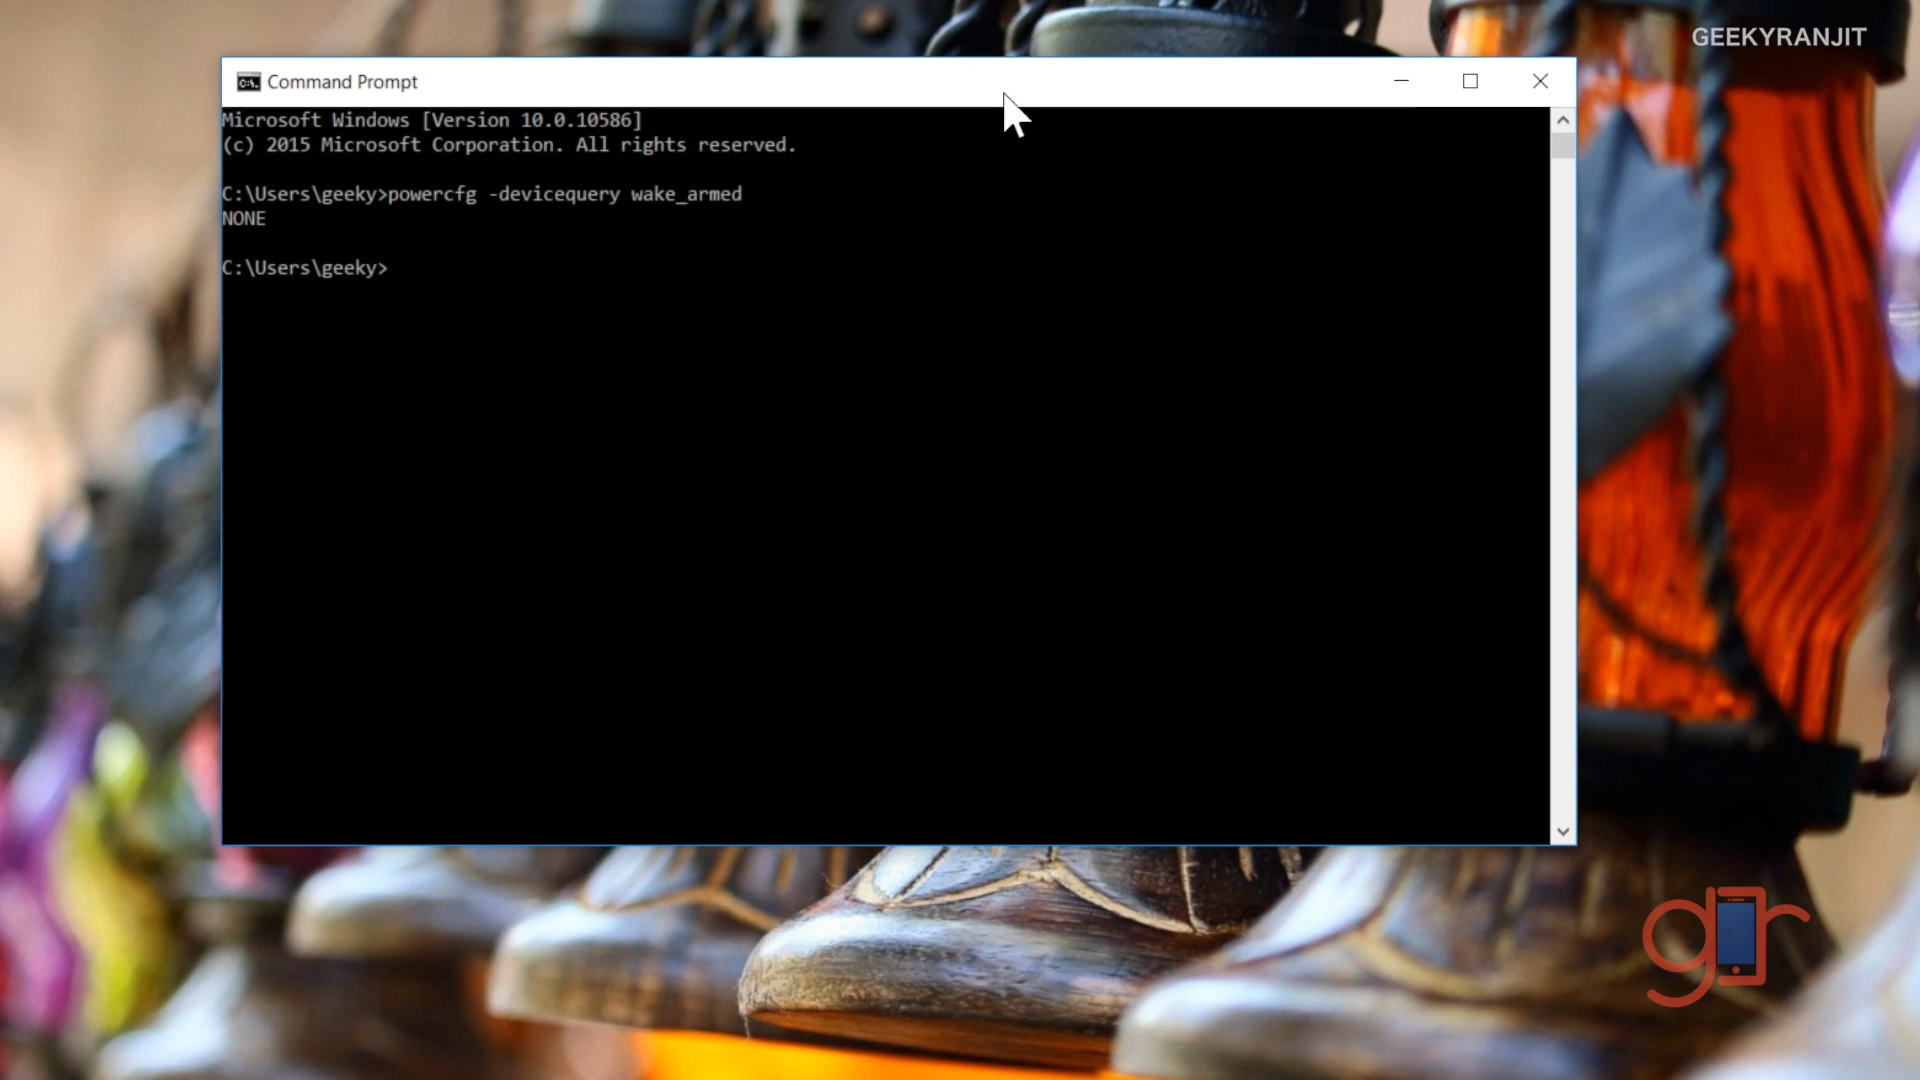 GEEKYRANJIT
Command Prompt
Microsoft Windows [Version 10.0.10586]
(c) 2015 Microsoft Corporation. All rights reserved.
C:\Users\geeky>powercfg -devicequery wake_armed
NONE
C:\Users\geeky>
gr